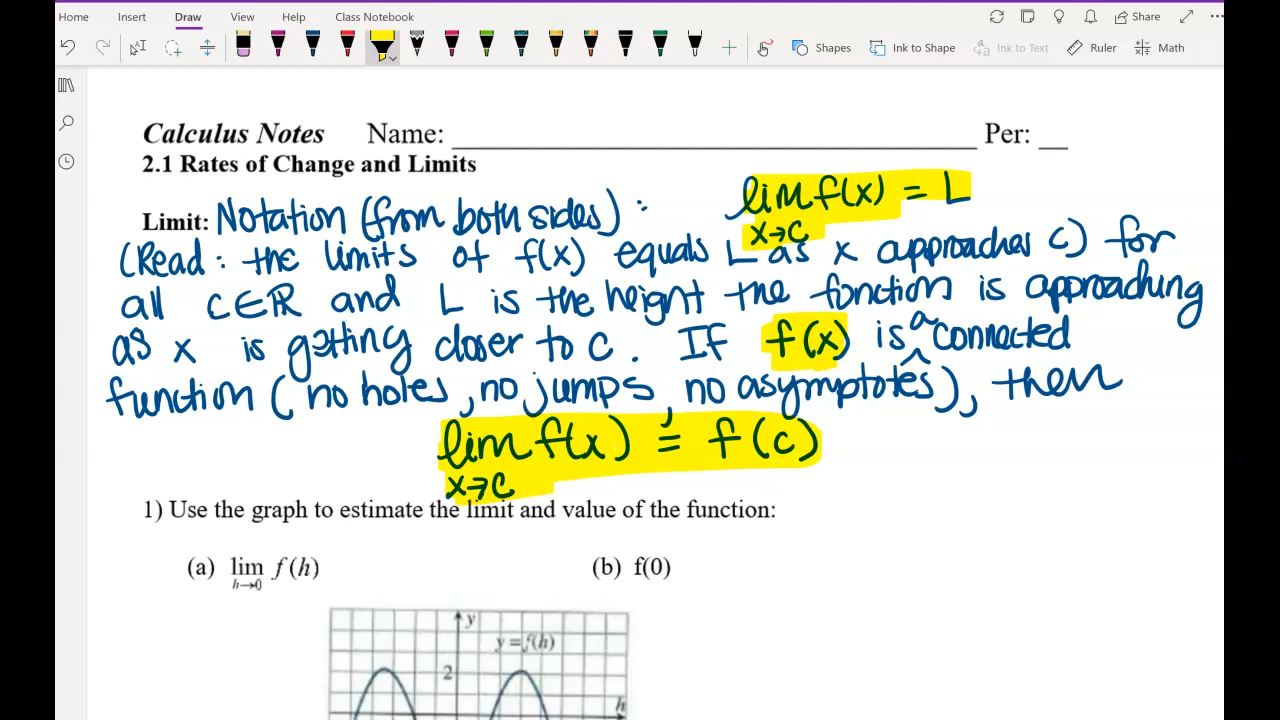 Home Insert Draw View Help Class Notebook Share
Shapes Ink to Shape Ink to Text Ruler Math
Calculus Notes Name: ____________ Per: __
2.1 Rates of Change and Limits
Limit: Notation (from both sides) : lim f(x) = L
x→c
(Read : the limits of f(x) equals L as x approaches c) for
all c∈ℝ and L is the height the function is approaching
as x is getting closer to c. If f(x) is a connected
function (no holes, no jumps, no asymptotes), then
lim f(x) = f(c)
x→c
1) Use the graph to estimate the limit and value of the function:
(a) lim f(h) (b) f(0)
h→0
y
y = f(h)
2
h